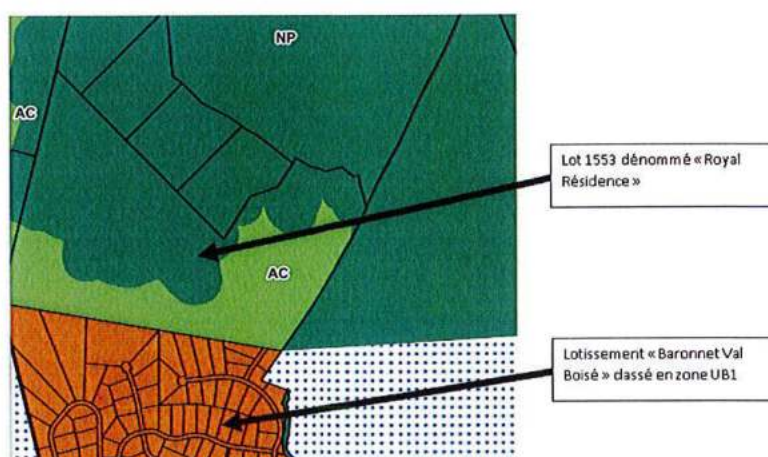 NP
AC
Lot 1553 dénommé « Royal
Résidence »
AC
Lotissement « Baronnet Val
Boisé » classé en zone UB1